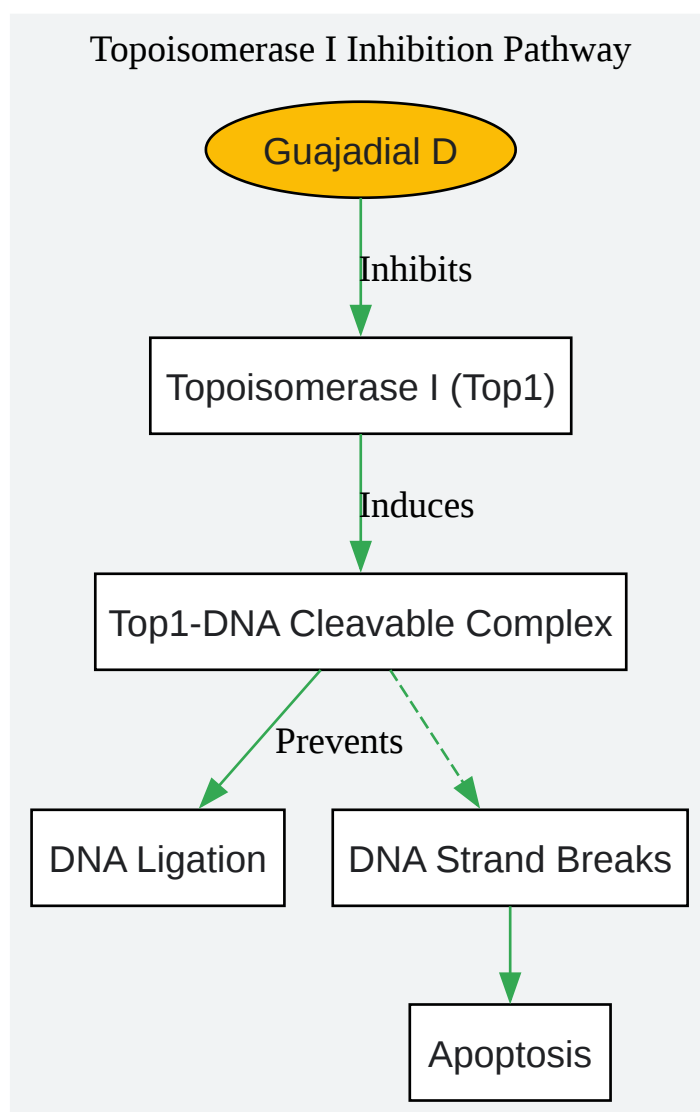 Topoisomerase I Inhibition Pathway
Guajadial D
Inhibits
Topoisomerase I (Top1)
Induces
Top1-DNA Cleavable Complex
Prevents
DNA Ligation
DNA Strand Breaks
Apoptosis